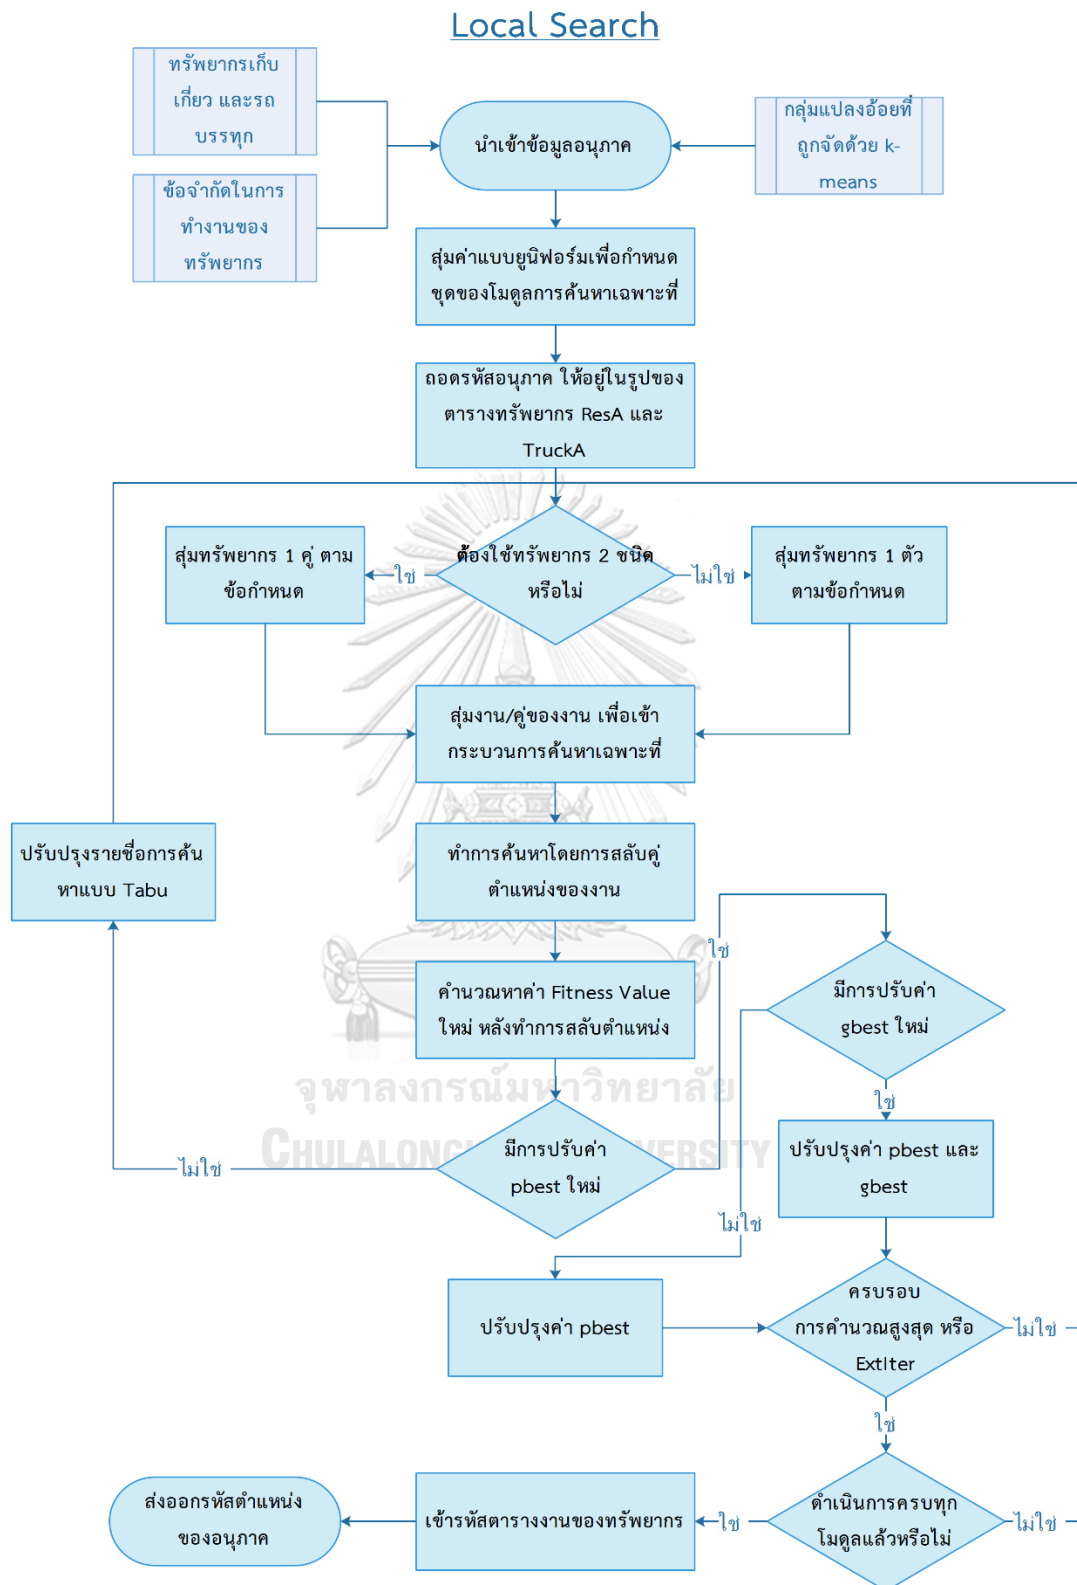 Local Search
ทรัพยากรเก็บ
เกี่ยว และรถ
บรรทุก
นำเข้าข้อมูลอนุภาค
กลุ่มแปลงอ้อยที่
ถูกจัดด้วย k-
means
ข้อจำกัดในการ
ทำงานของ
ทรัพยากร
สุ่มค่าแบบยูนิฟอร์มเพื่อกำหนด
ชุดของโมดูลการค้นหาเฉพาะที่
ถอดรหัสอนุภาค ให้อยู่ในรูปของ
ตารางทรัพยากร ResA และ
TruckA
สุ่มทรัพยากร 1 คู่ ตาม
ข้อกำหนด
ใช่
ต้องใช้ทรัพยากร 2 ชนิด
หรือไม่
ไม่ใช่
สุ่มทรัพยากร 1 ตัว
ตามข้อกำหนด
สุ่มงาน/คู่ของงาน เพื่อเข้า
กระบวนการค้นหาเฉพาะที่
ปรับปรุงรายชื่อการค้น
หาแบบ Tabu
ทำการค้นหาโดยการสลับคู่
ตำแหน่งของงาน
ใช่
คำนวณหาค่า Fitness Value
ใหม่ หลังทำการสลับตำแหน่ง
มีการปรับค่า
gbest ใหม่
จุฬาลงกรณ์มหาวิทยาลัย
ใช่
ไม่ใช่
มีการปรับค่า
pbest ใหม่
ปรับปรุงค่า pbest และ
gbest
ไม่ใช่
ปรับปรุงค่า pbest
ครบรอบ
การคำนวณสูงสุด หรือ
ExtIter
ไม่ใช่
ใช่
ส่งออกรหัสตำแหน่ง
ของอนุภาค
เข้ารหัสตารางงานของทรัพยากร
ใช่
ดำเนินการครบทุก
โมดูลแล้วหรือไม่
ไม่ใช่